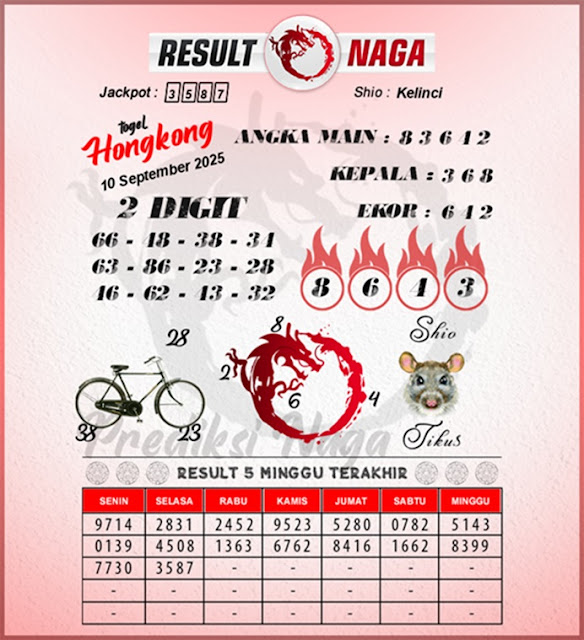 RESULT NAGA
Jackpot : 3587
Shio : Kelinci
togel
Hongkong
10 September 2025
ANGKA MAIN : 8 3 6 4 2
KEPALA : 3 6 8
EKOR : 6 4 2
2 DIGIT
66 - 48 - 38 - 34
63 - 86 - 23 - 28
46 - 62 - 43 - 32
8 6 4 3
28
38
23
8
2
6
4
Shio
Tikus
Prediksi Naga
RESULT 5 MINGGU TERAKHIR
SENIN SELASA RABU KAMIS JUMAT SABTU MINGGU
9714 2831 2452 9523 5280 0782 5143
0139 4508 1363 6762 8416 1662 8399
7730 3587 - - - - -
- - - - - - -
- - - - - - -